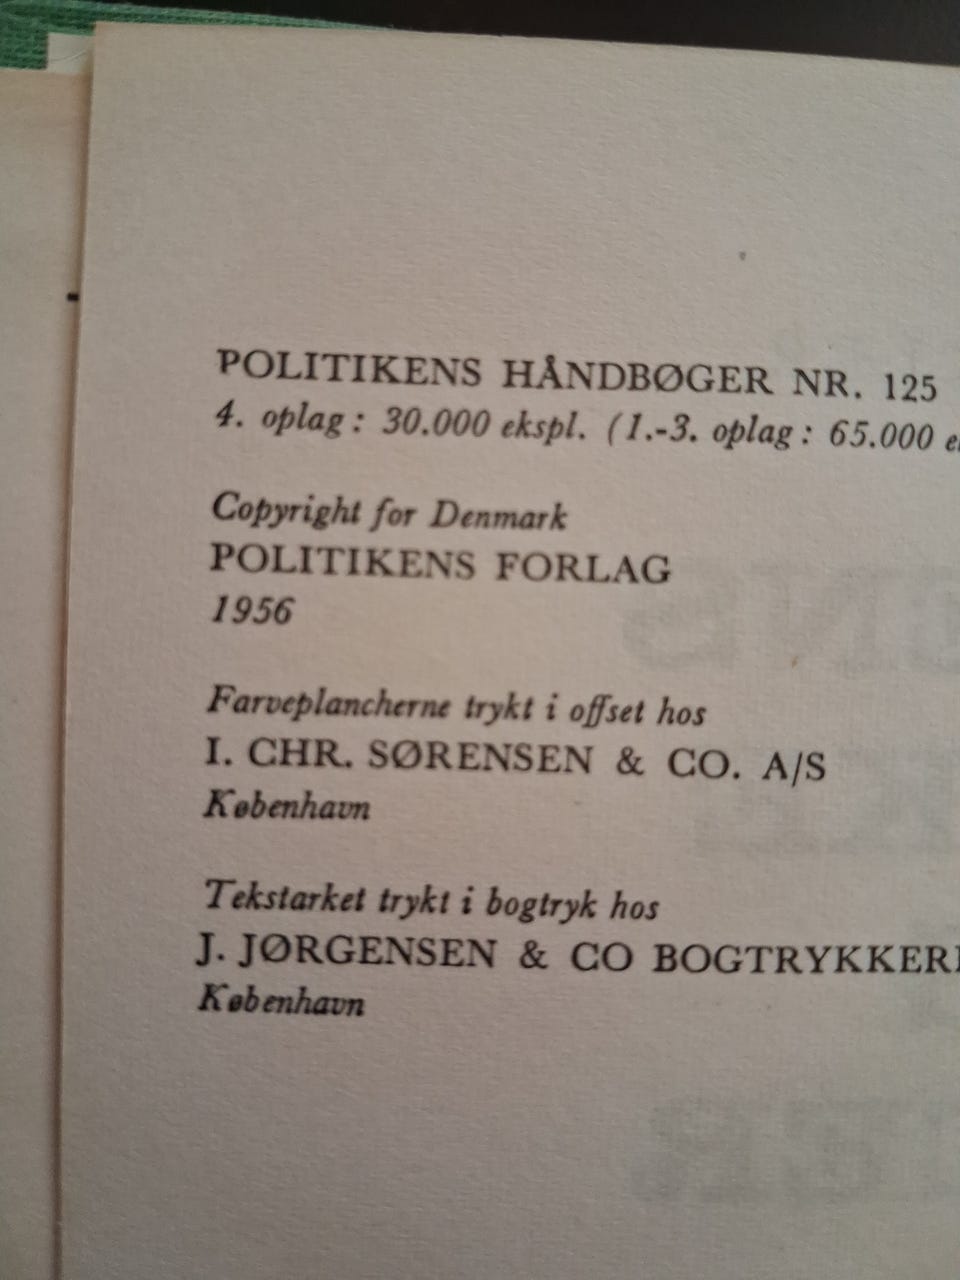 POLITIKENS HÅNDBØGER NR. 125
4. oplag: 30.000 ekspl. (1.-3. oplag: 65.000
Copyright for Denmark
POLITIKENS FORLAG
1956
Farveplancherne trykt i offset hos
I. CHR. SØRENSEN & CO. A/S
København
Tekstarket trykt i bogtryk hos
J. JØRGENSEN & CO BOGTRYKKERI
København